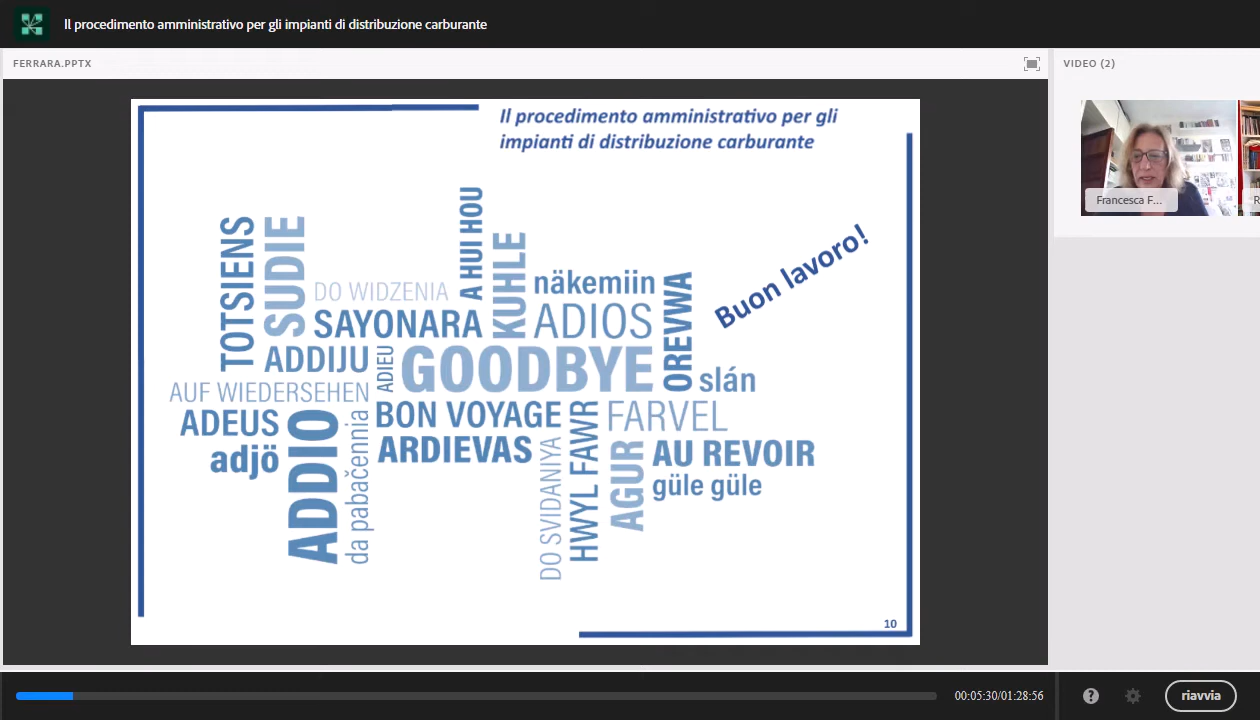 Il procedimento amministrativo per gli impianti di distribuzione carburante
FERRARA.PPTX
VIDEO (2)
Il procedimento amministrativo per gli
impianti di distribuzione carburante
Buon lavoro!
TOTSIENS
SUDIE
A HUI HOU
KUHLE
DO WIDZENIA
näkemiin
OREVWA
SAYONARA
ADIOS
ADDIJU
ADIEU
GOODBYE
slán
AUF WIEDERSEHEN
ADEUS
BON VOYAGE
FARVEL
adjö
ADDIO
da pabačennia
ARDIEVAS
DO SVIDANIYA
HWYL FAWR
AGUR
AU REVOIR
güle güle
10
Francesca F...
R
00:05:30/01:28:56
?
riavvia